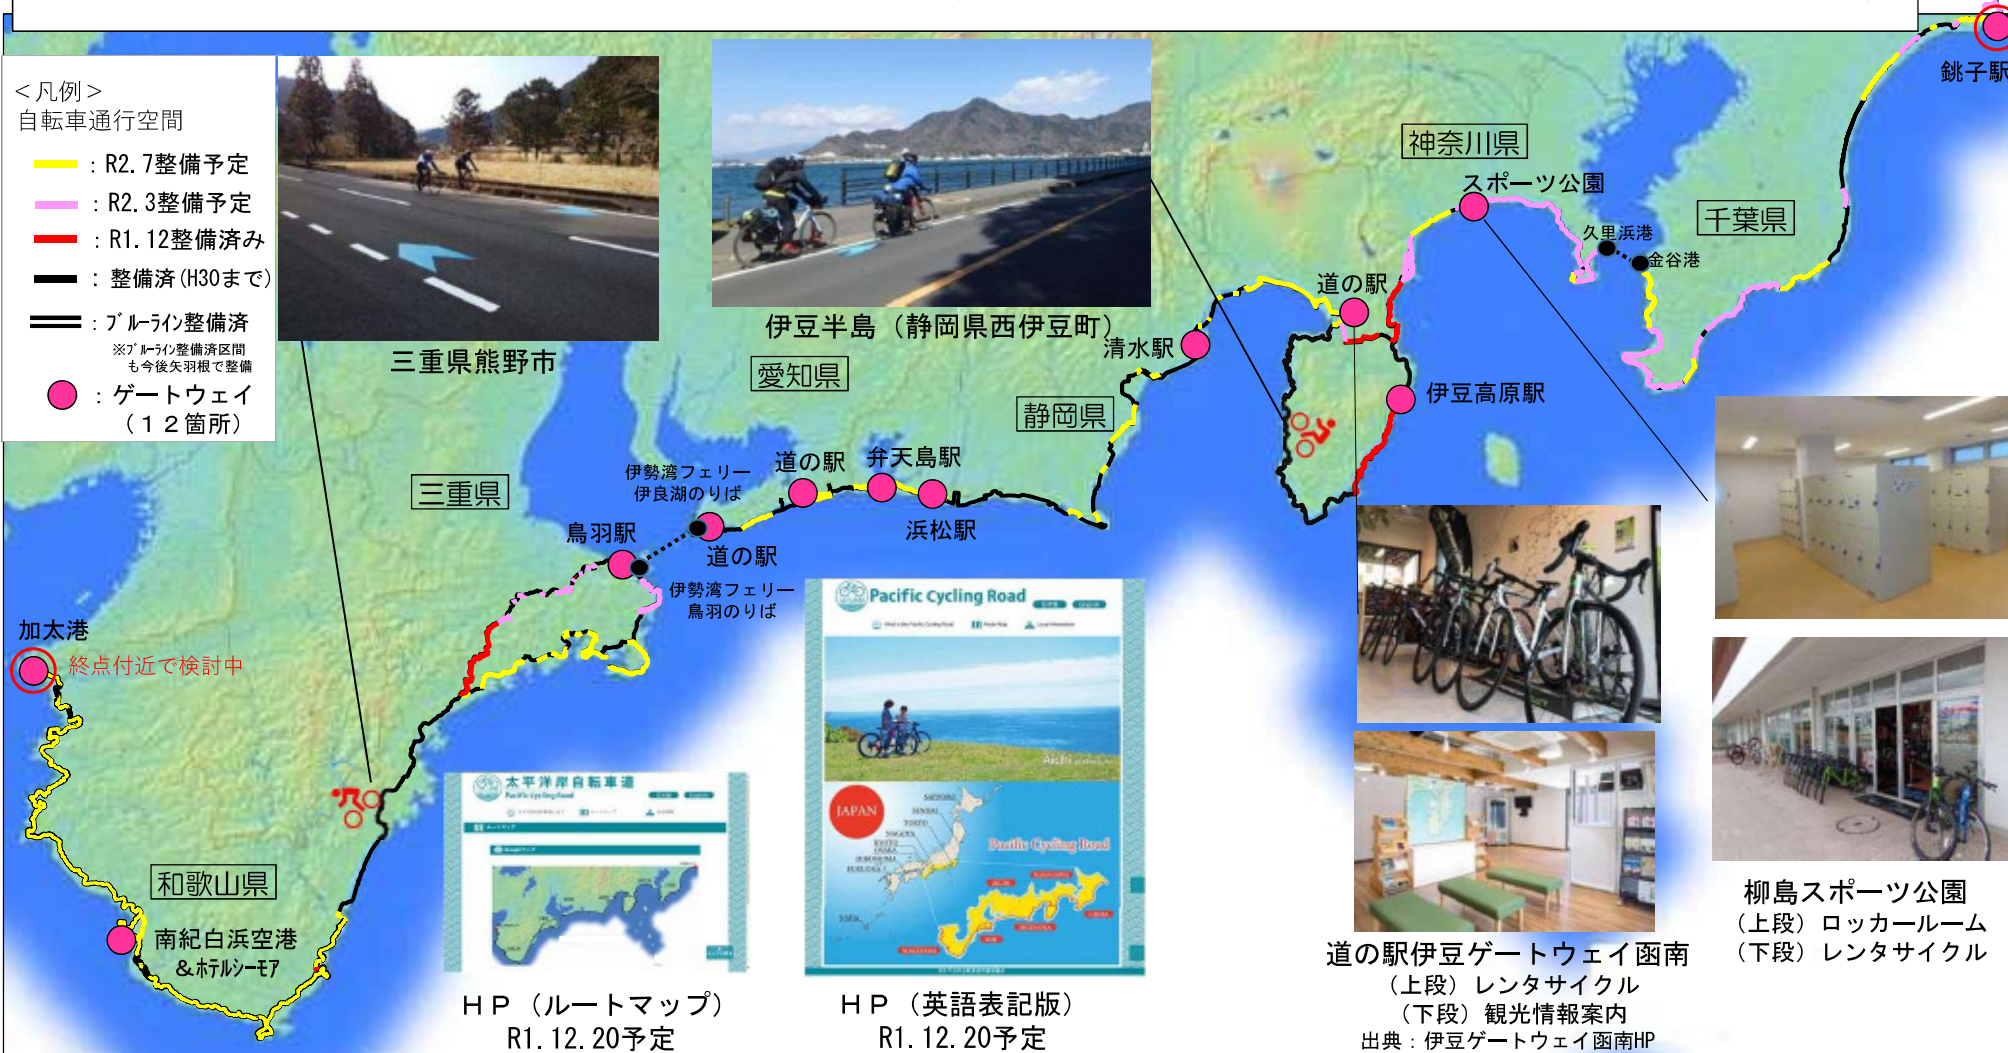 ＜凡例＞
自転車通行空間
：R2.7整備予定
：R2.3整備予定
：R1.12整備済み
：整備済(H30まで)
：ﾌﾞﾙｰﾗｲﾝ整備済
※ﾌﾞﾙｰﾗｲﾝ整備済区間
も今後矢羽根で整備
：ゲートウェイ
（１２箇所）
三重県熊野市
伊豆半島（静岡県西伊豆町）
神奈川県
スポーツ公園
千葉県
銚子駅
久里浜港
金谷港
道の駅
清水駅
伊豆高原駅
愛知県
静岡県
三重県
伊勢湾フェリー
伊良湖のりば
道の駅
弁天島駅
浜松駅
鳥羽駅
道の駅
伊勢湾フェリー
鳥羽のりば
加太港
終点付近で検討中
和歌山県
南紀白浜空港
&ﾎﾃﾙｼｰﾓｱ
太平洋岸自転車道
Pacific Cycling Road
ＨＰ（ルートマップ）
R1.12.20予定
Pacific Cycling Road
Aichi
JAPAN
SAPPORO
SENDAI
TOKYO
NAGOYA
KYOTO
OSAKA
HIROSHIMA
FUKUOKA
NAHA
Pacific Cycling Road
ＨＰ（英語表記版）
R1.12.20予定
道の駅伊豆ゲートウェイ函南
（上段）レンタサイクル
（下段）観光情報案内
出典：伊豆ゲートウェイ函南HP
柳島スポーツ公園
（上段）ロッカールーム
（下段）レンタサイクル